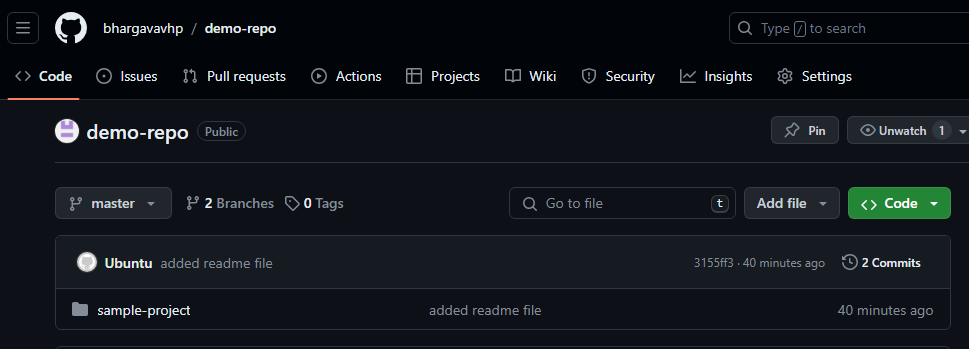 bhargavavhp / demo-repo
Type / to search
Code Issues Pull requests Actions Projects Wiki Security Insights Settings
demo-repo Public
Pin
Unwatch 1
master 2 Branches 0 Tags
Go to file t
Add file
Code
Ubuntu added readme file 3155ff3 · 40 minutes ago 2 Commits
sample-project added readme file 40 minutes ago